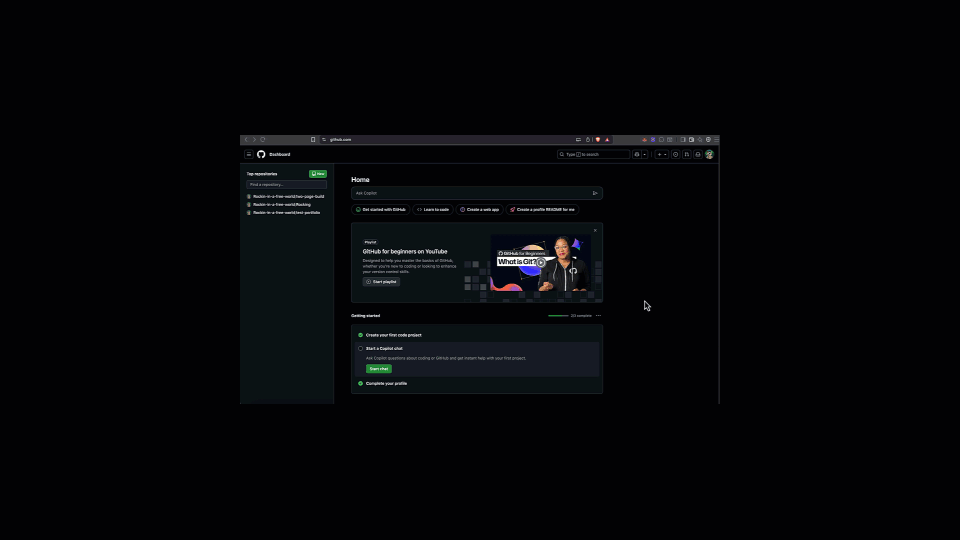 github.com
Dashboard
Type / to search
Top repositories
New
Find a repository...
Rockin-in-a-free-world/two-page-build
Rockin-in-a-free-world/Rocking
Rockin-in-a-free-world/test-portfolio
Home
Ask Copilot
Get started with GitHub
Learn to code
Create a web app
Create a profile README for me
Playlist
GitHub for beginners on YouTube
Designed to help you master the basics of GitHub,
whether you're new to coding or looking to enhance
your version control skills.
Start playlist
GitHub for Beginners
What is Git?
Getting started
2/3 complete
Create your first code project
Start a Copilot chat
Ask Copilot questions about coding or GitHub and get instant help with your first project.
Start chat
Complete your profile